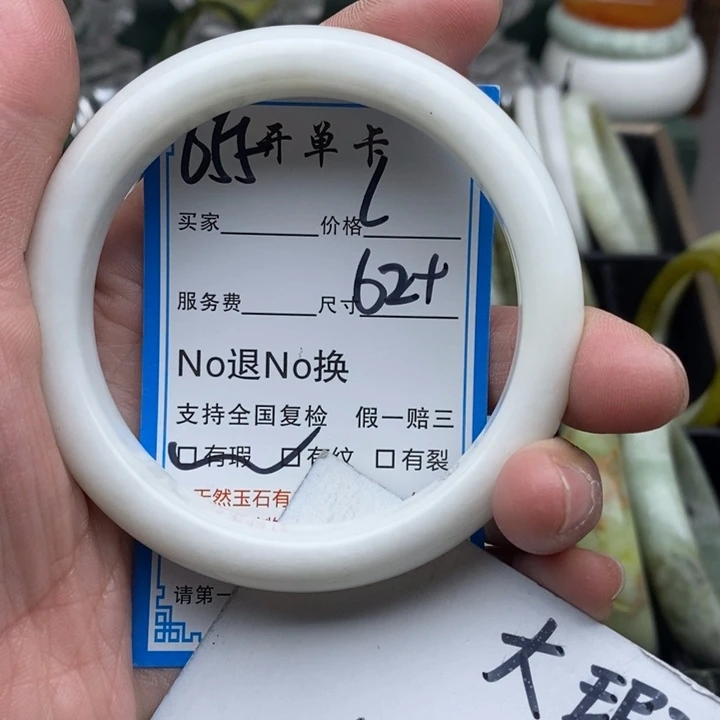 055 开单卡
买家 价格 L
服务费 尺寸 62+
No退No换
支持全国复检 假一赔三
□有瑕 □有纹 □有裂
天然玉石有
请第一
大瑕